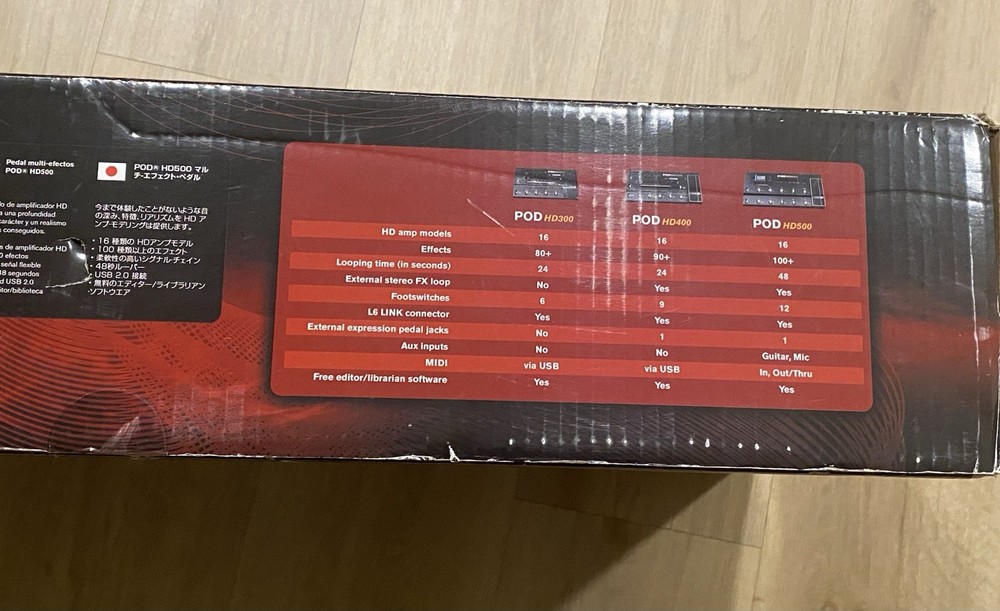 Pedal multi-efectos
POD® HD500
de amplificador HD
a una profundidad
carácter y un realismo
conseguidos.
s de amplificador HD
efectos
señal flexible
segundos
USB 2.0
/biblioteca
POD® HD500 マル
チ-エフェクト・ペダル
今まで体験したことがないような音
の深み、特徴、リアリズムを HD ア
ンプ・モデリングは提供します。
・16 種類の HDアンプモデル
・100 種類以上のエフェクト
・柔軟性の高いシグナル・チェイン
・48秒ルーパー
・USB 2.0 接続
・無料のエディター/ライブラリアン
・ソフトウエア
POD HD300 POD HD400 POD HD500
HD amp models 16 16 16
Effects 80+ 90+ 100+
Looping time (in seconds) 24 24 48
External stereo FX loop No Yes Yes
Footswitches 6 9 12
L6 LINK connector Yes Yes Yes
External expression pedal jacks No 1 1
Aux inputs No No Guitar, Mic
MIDI via USB via USB In, Out/Thru
Free editor/librarian software Yes Yes Yes